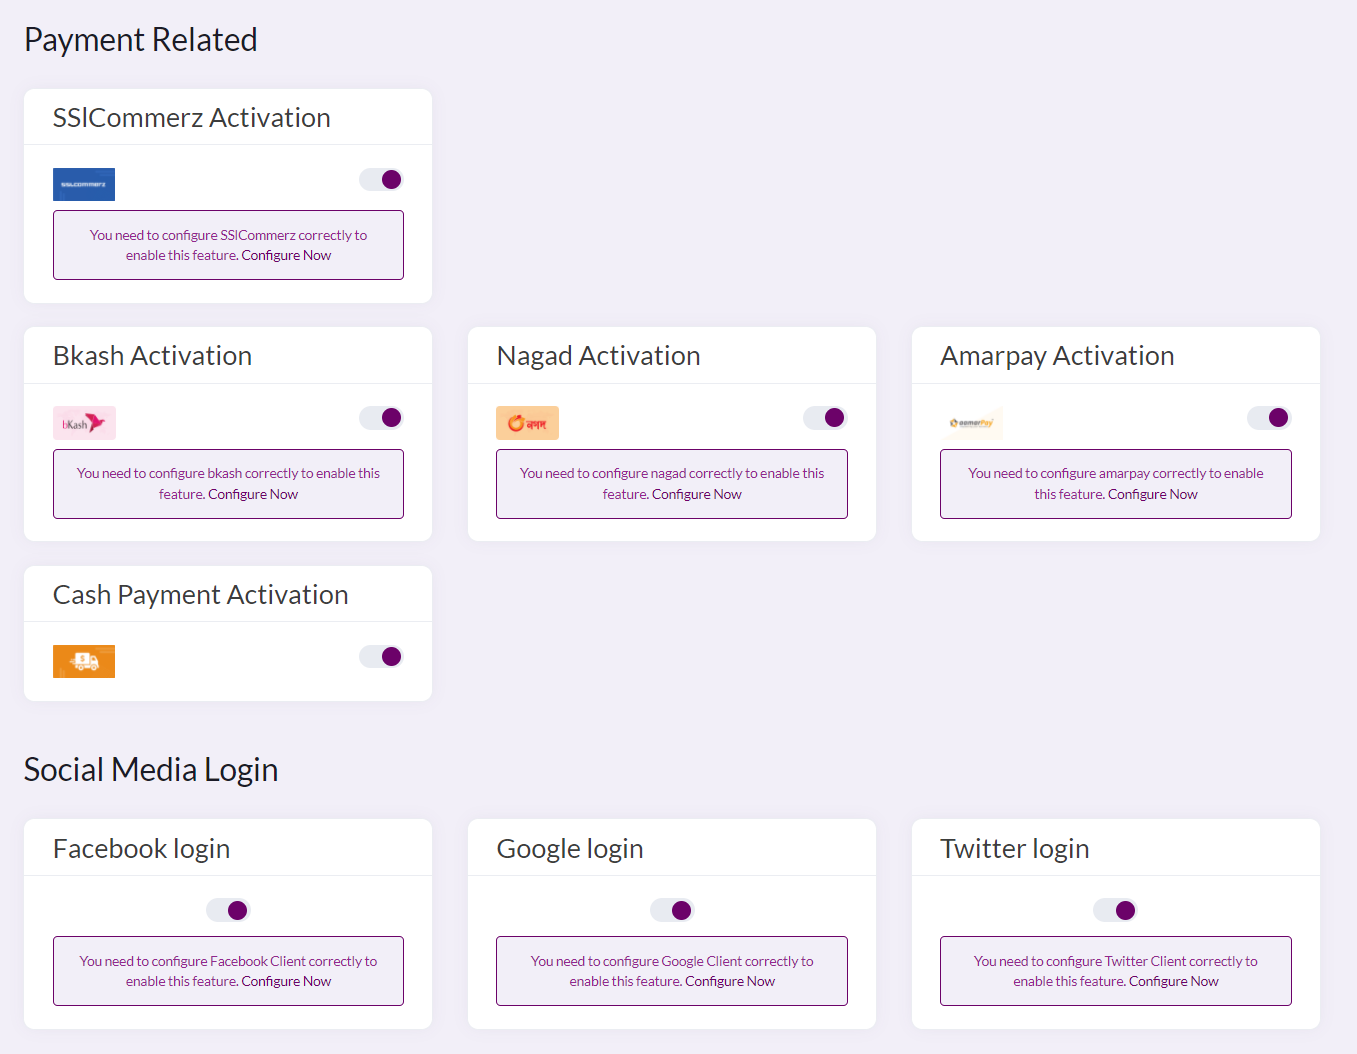 Payment Related
SSlCommerz Activation
SSLCOMMERZ
You need to configure SSlCommerz correctly to
enable this feature. Configure Now
Bkash Activation
bKash
You need to configure bkash correctly to enable this
feature. Configure Now
Nagad Activation
নগদ
You need to configure nagad correctly to enable this
feature. Configure Now
Amarpay Activation
aamarPay
You need to configure amarpay correctly to enable
this feature. Configure Now
Cash Payment Activation
Social Media Login
Facebook login
You need to configure Facebook Client correctly to
enable this feature. Configure Now
Google login
You need to configure Google Client correctly to
enable this feature. Configure Now
Twitter login
You need to configure Twitter Client correctly to
enable this feature. Configure Now